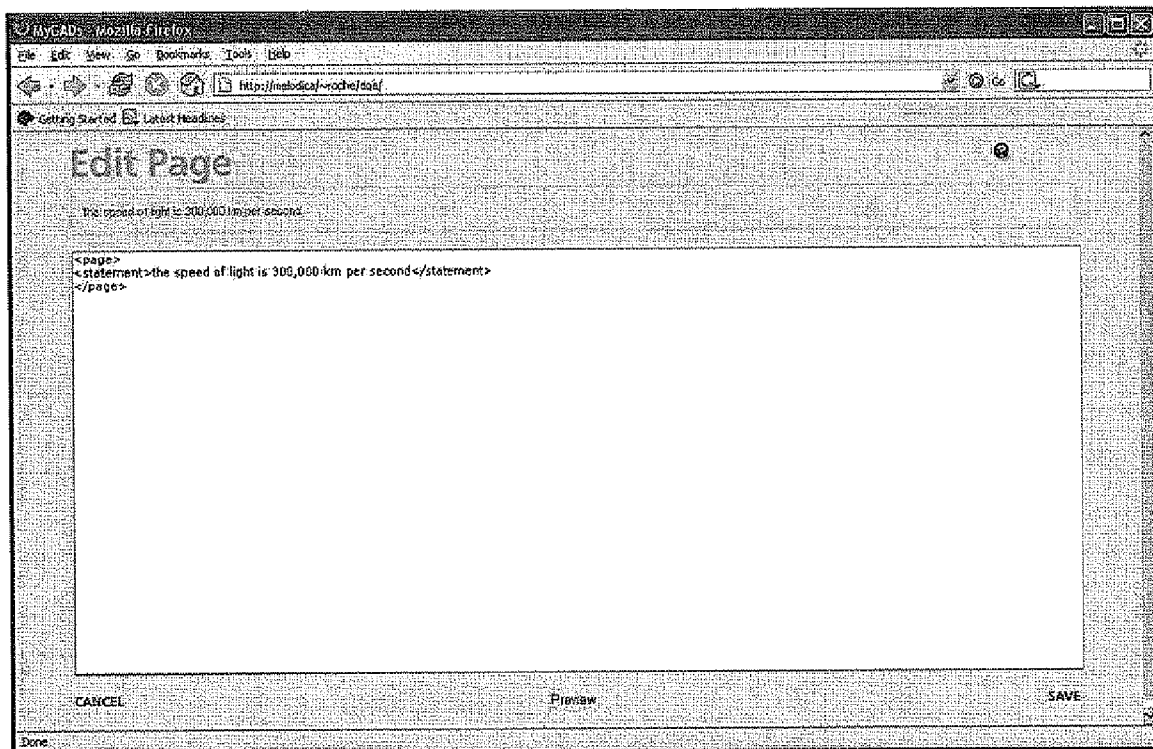 MyGADs - Mozilla Firefox
File Edit View Go Bookmarks Tools Help
Go
Getting Started Latest Headlines
Edit Page
the speed of light is 300,000 km per second
<page>
<statement>the speed of light is 300,000 km per second</statement>
</page>
CANCEL Preview SAVE
Done